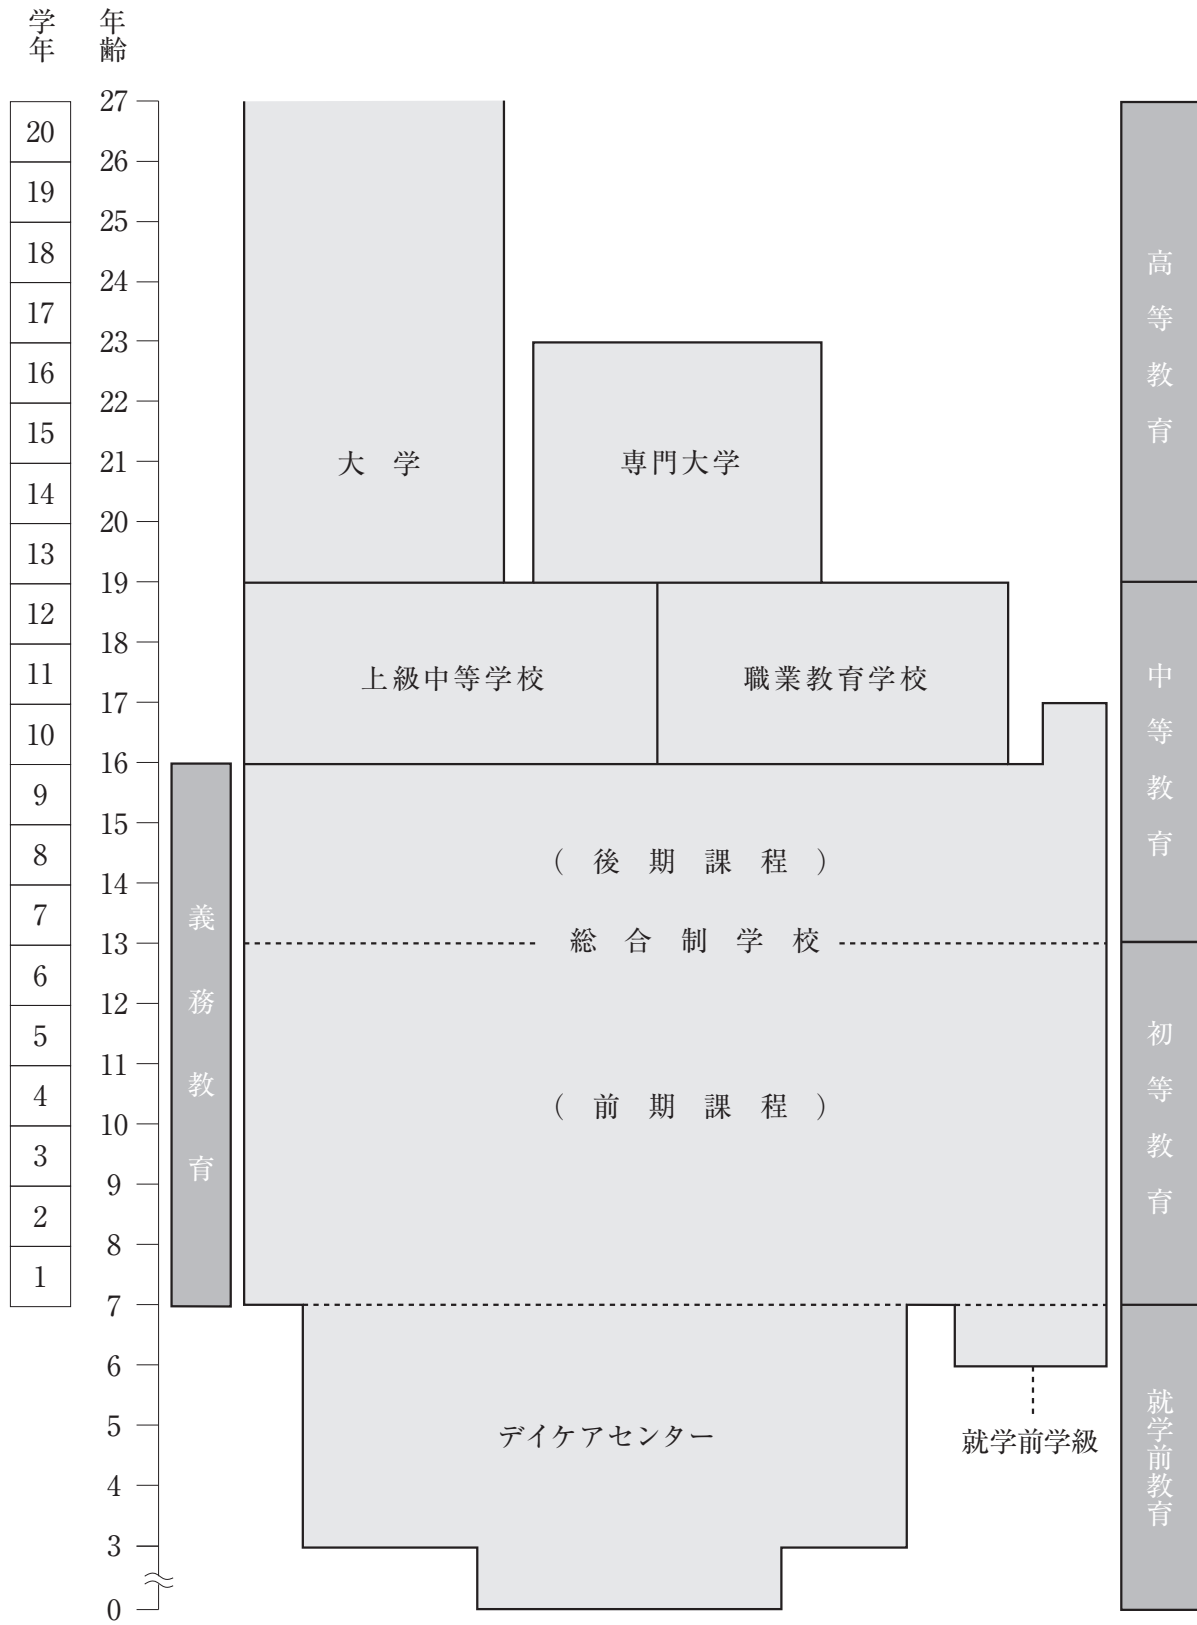 学年
年齢
27
20
26
19
25
18
24
17
23
16
22
15
21
14
20
13
19
12
18
11
17
10
16
9
15
8
14
7
13
6
12
5
11
4
10
3
9
2
8
1
7
6
5
4
3
0
義務教育
大学
専門大学
上級中等学校
職業教育学校
(後期課程)
総合制学校
(前期課程)
デイケアセンター
就学前学級
高等教育
中等教育
初等教育
就学前教育